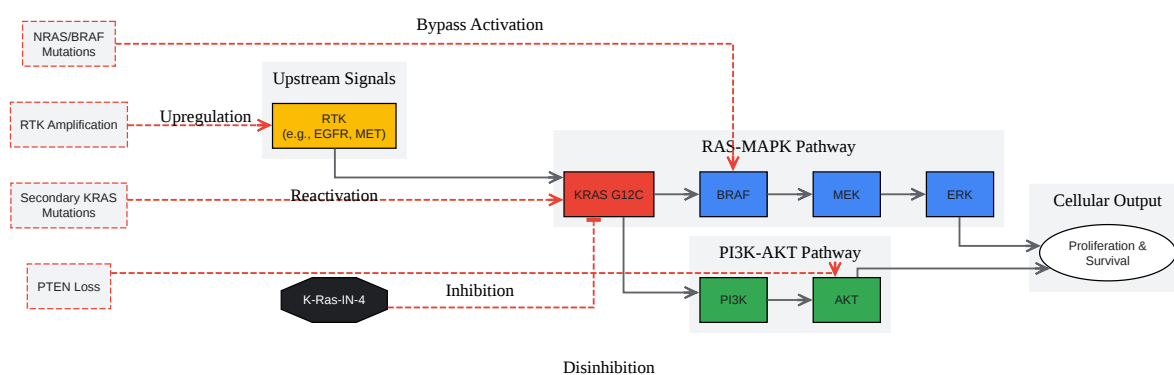 Bypass Activation
NRAS/BRAF
Mutations
Upstream Signals
RTK Amplification
Upregulation
RTK
(e.g., EGFR, MET)
RAS-MAPK Pathway
Secondary KRAS
Mutations
Reactivation
KRAS G12C
BRAF
MEK
ERK
Cellular Output
Proliferation &
Survival
PI3K-AKT Pathway
PTEN Loss
K-Ras-IN-4
Inhibition
PI3K
AKT
Disinhibition